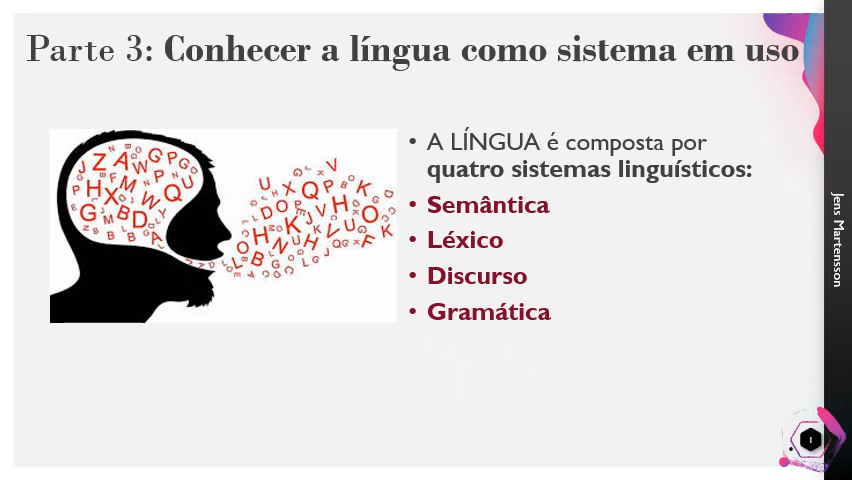 Parte 3: Conhecer a língua como sistema em uso
• A LÍNGUA é composta por
quatro sistemas linguísticos:
• Semântica
• Léxico
• Discurso
• Gramática
Jens Martensson
1